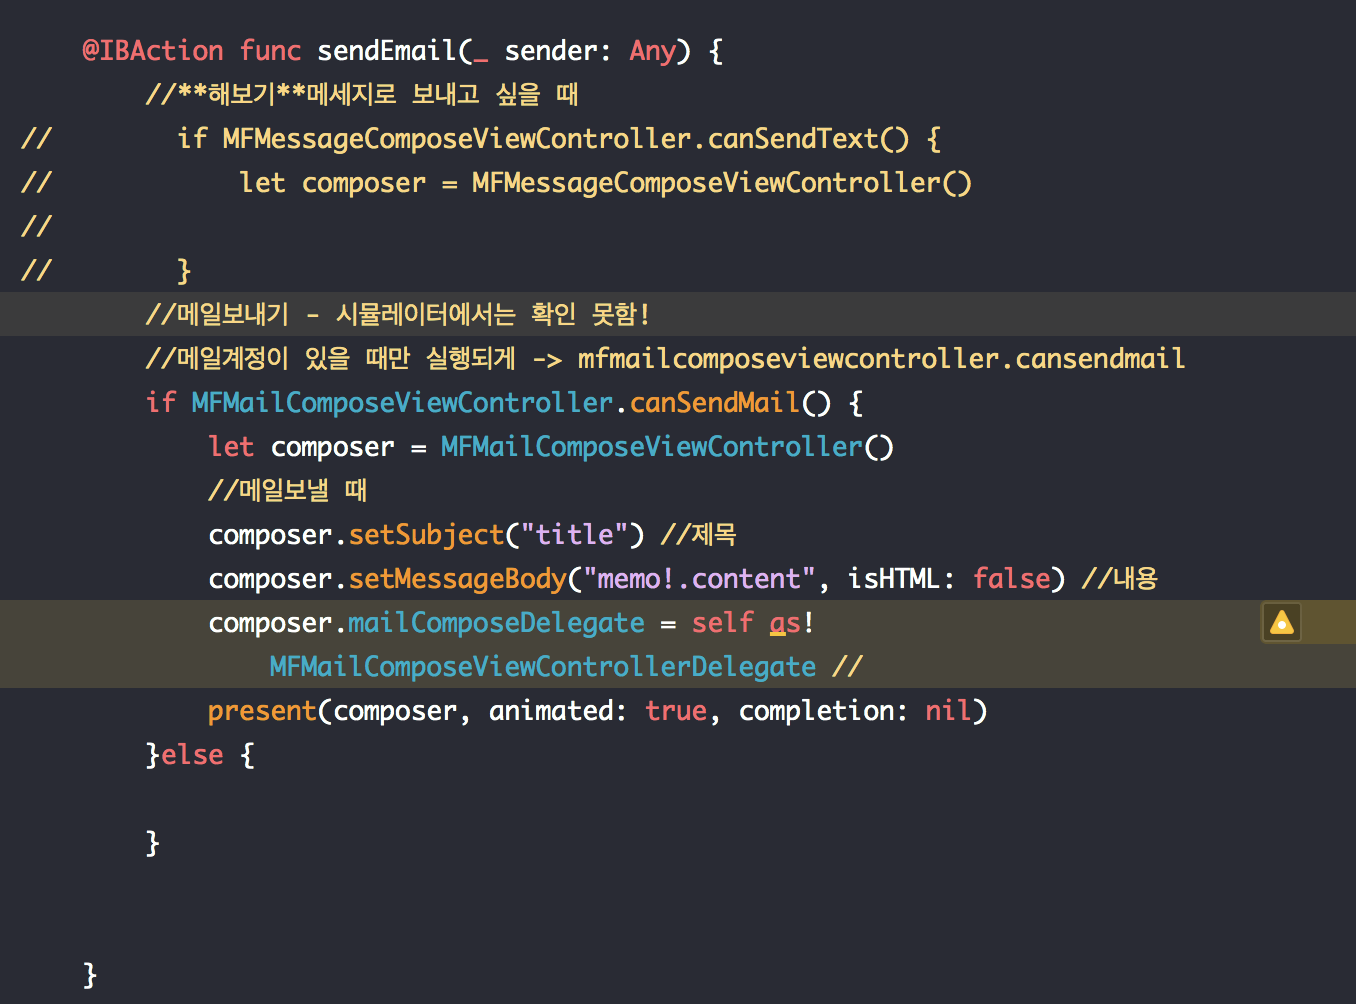 @IBAction func sendEmail(_ sender: Any) {
//**해보기**메세지로 보내고 싶을 때
//        if MFMessageComposeViewController.canSendText() {
//            let composer = MFMessageComposeViewController()
//
//        }
//메일보내기 - 시뮬레이터에서는 확인 못함!
//메일계정이 있을 때만 실행되게 -> mfmailcomposeviewcontroller.cansendmail
if MFMailComposeViewController.canSendMail() {
let composer = MFMailComposeViewController()
//메일보낼 때
composer.setSubject("title") //제목
composer.setMessageBody("memo!.content", isHTML: false) //내용
composer.mailComposeDelegate = self as!
MFMailComposeViewControllerDelegate //
present(composer, animated: true, completion: nil)
}else {
}
}